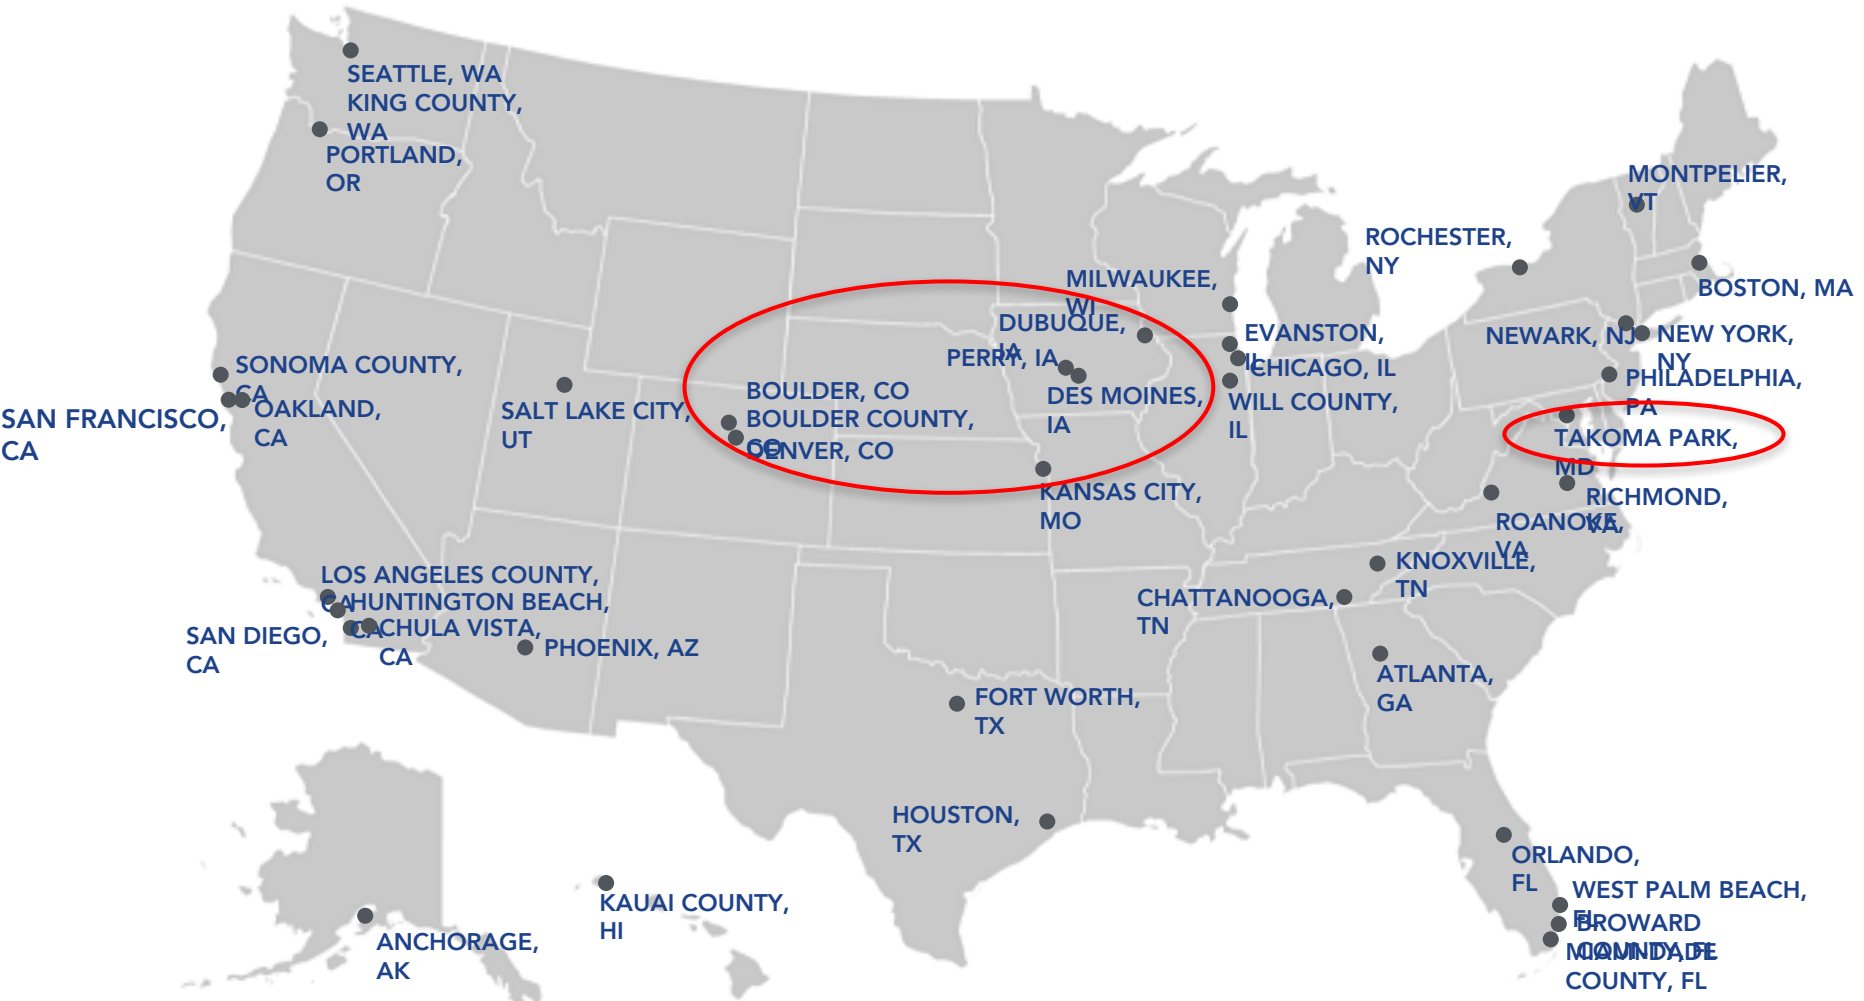 SEATTLE, WA
KING COUNTY,
WA
PORTLAND,
OR
MONTPELIER,
VT
ROCHESTER,
NY
BOSTON, MA
MILWAUKEE,
WI
DUBUQUE,
IA
PERRY, IA
DES MOINES,
IA
EVANSTON,
IL
CHICAGO, IL
WILL COUNTY,
IL
NEWARK, NJ
NEW YORK,
NY
PHILADELPHIA,
PA
SONOMA COUNTY,
CA
SAN FRANCISCO,
CA
OAKLAND,
CA
SALT LAKE CITY,
UT
BOULDER, CO
BOULDER COUNTY,
CO
DENVER, CO
KANSAS CITY,
MO
TAKOMA PARK,
MD
RICHMOND,
VA
ROANOKE,
VA
KNOXVILLE,
TN
CHATTANOOGA,
TN
LOS ANGELES COUNTY,
CA
HUNTINGTON BEACH,
CA
SAN DIEGO,
CA
CHULA VISTA,
CA
PHOENIX, AZ
ATLANTA,
GA
FORT WORTH,
TX
HOUSTON,
TX
ORLANDO,
FL
WEST PALM BEACH,
FL
BROWARD
COUNTY, FL
MIAMI-DADE
COUNTY, FL
KAUAI COUNTY,
HI
ANCHORAGE,
AK